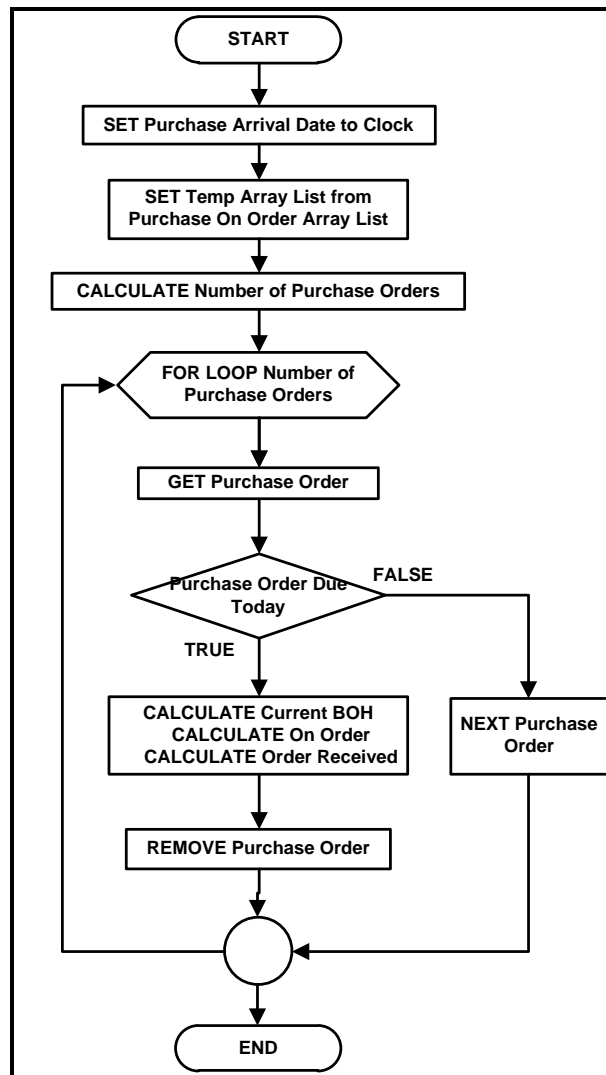 START
SET Purchase Arrival Date to Clock
SET Temp Array List from
Purchase On Order Array List
CALCULATE Number of Purchase Orders
FOR LOOP Number of
Purchase Orders
GET Purchase Order
Purchase Order Due
Today
FALSE
TRUE
CALCULATE Current BOH
CALCULATE On Order
CALCULATE Order Received
NEXT Purchase
Order
REMOVE Purchase Order
END